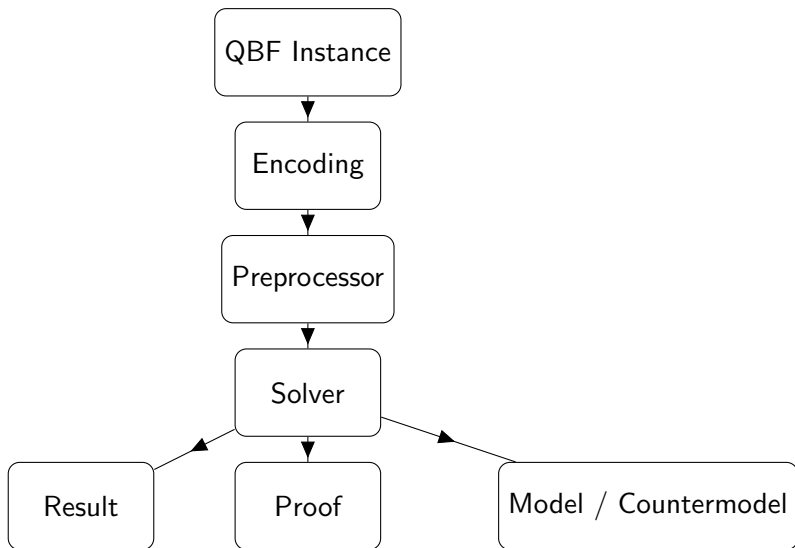 QBF Instance
Encoding
Preprocessor
Solver
Result
Proof
Model / Countermodel